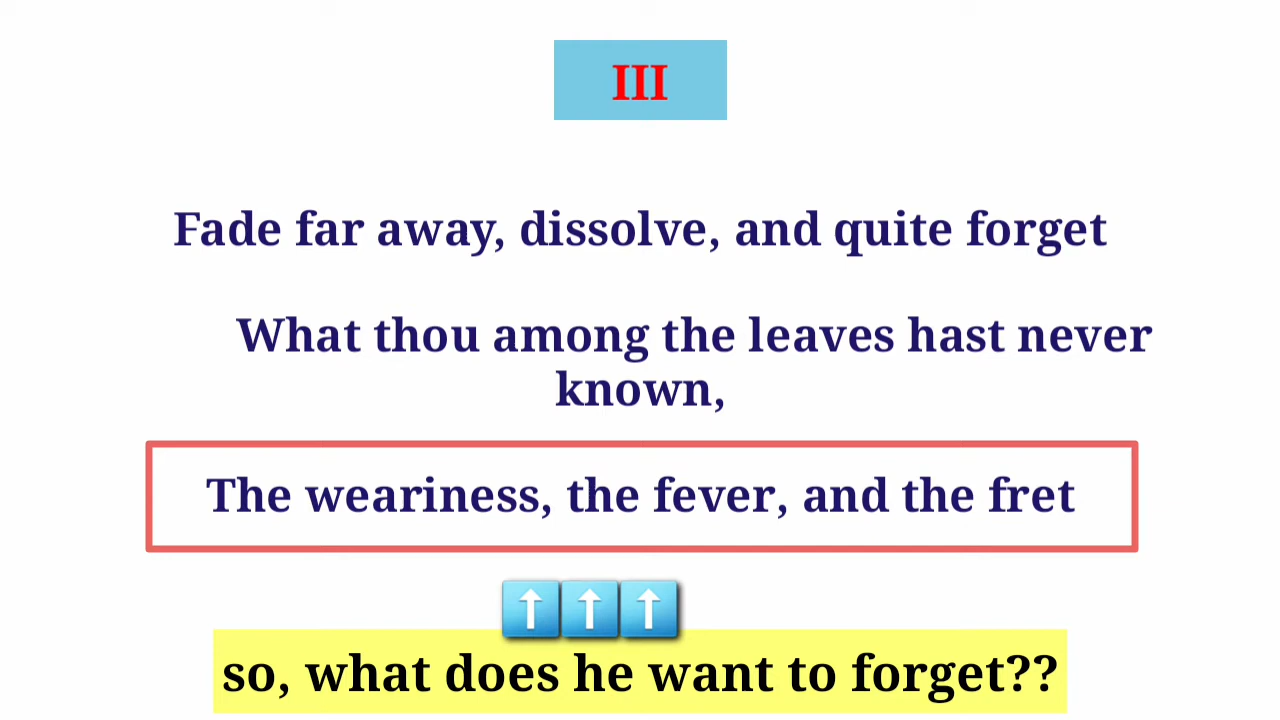 III
Fade far away, dissolve, and quite forget
What thou among the leaves hast never
known,
The weariness, the fever, and the fret
↑↑↑
so, what does he want to forget??